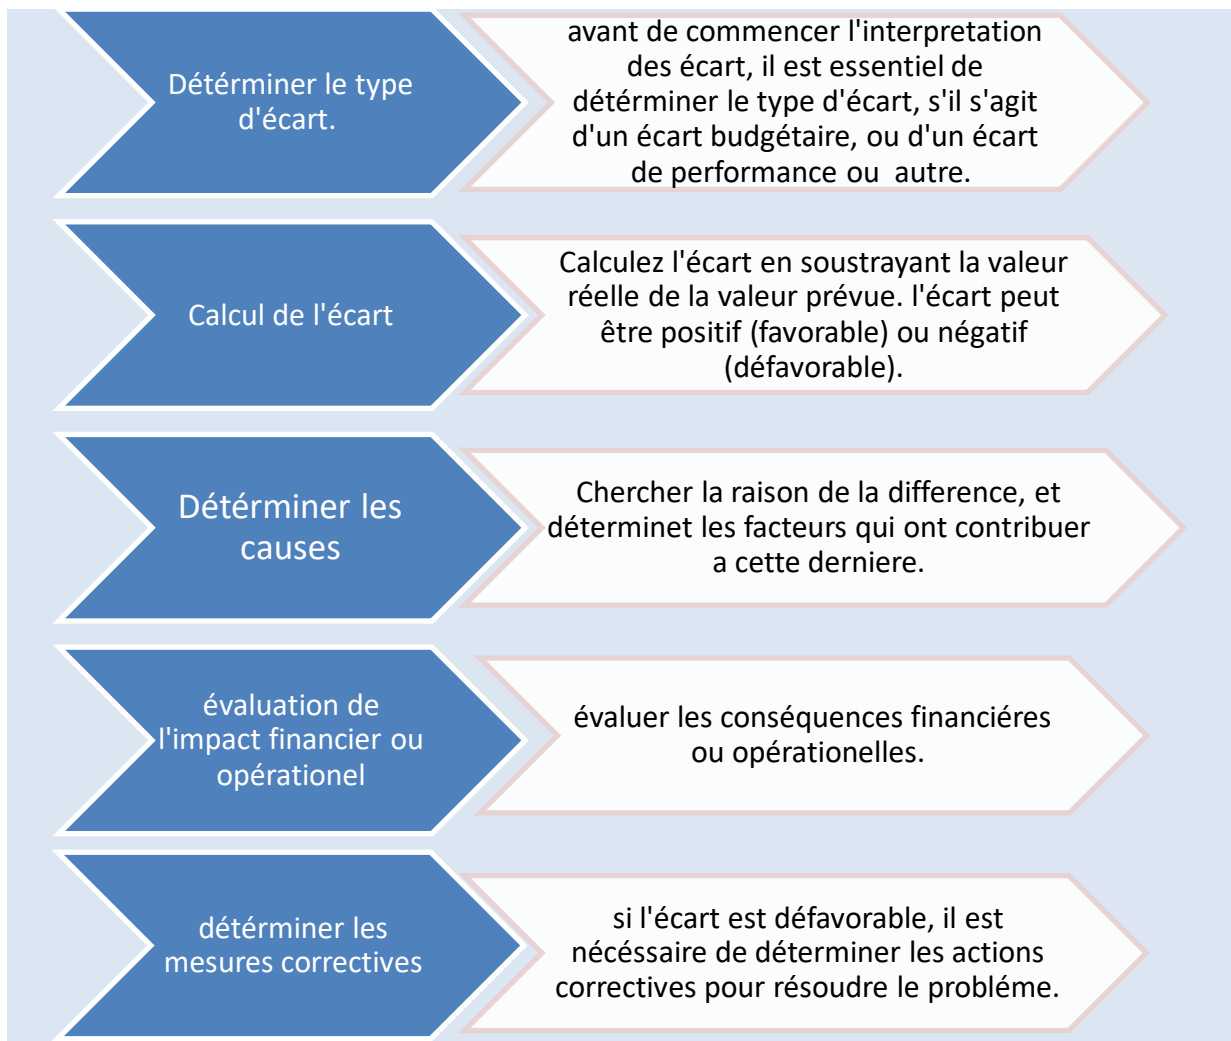 Détérminer le type
d'écart.
avant de commencer l'interpretation
des écart, il est essentiel de
détérminer le type d'écart, s'il s'agit
d'un écart budgétaire, ou d'un écart
de performance ou  autre.
Calcul de l'écart
Calculez l'écart en soustrayant la valeur
réelle de la valeur prévue. l'écart peut
être positif (favorable) ou négatif
(défavorable).
Détérminer les
causes
Chercher la raison de la difference, et
déterminet les facteurs qui ont contribuer
a cette derniere.
évaluation de
l'impact financier ou
opérationel
évaluer les conséquences financiéres
ou opérationelles.
détérminer les
mesures correctives
si l'écart est défavorable, il est
nécéssaire de déterminer les actions
correctives pour résoudre le probléme.